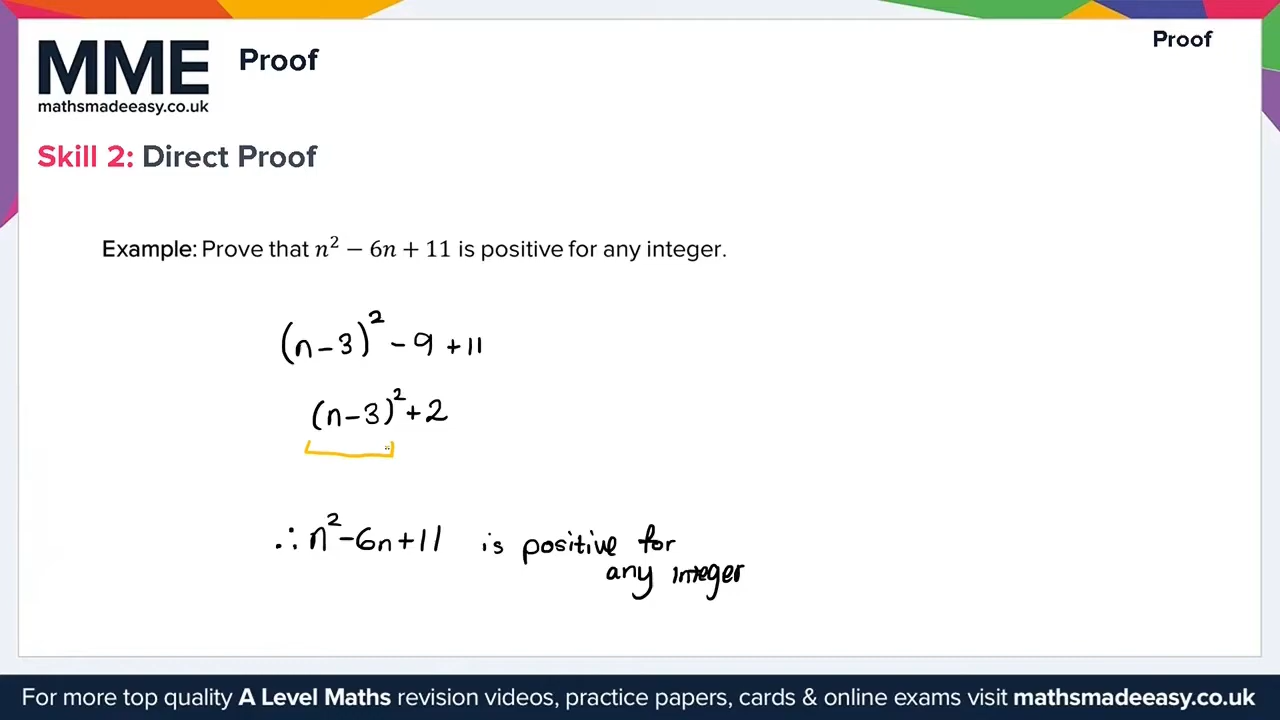 Proof
MME
Proof
mathsmadeeasy.co.uk
Skill 2: Direct Proof
Example: Prove that n² − 6n + 11 is positive for any integer.
(n−3)² − 9 + 11
(n−3)² + 2
∴ n² − 6n + 11 is positive for
any integer
For more top quality A Level Maths revision videos, practice papers, cards & online exams visit mathsmadeeasy.co.uk